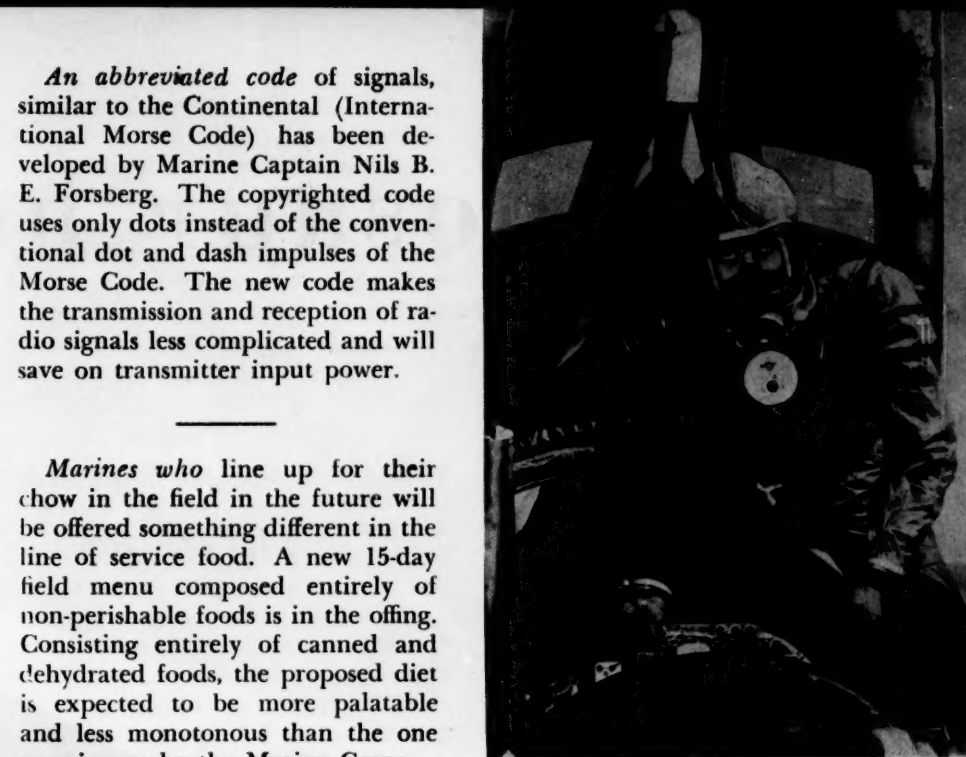 An abbreviated code of signals,
similar to the Continental (Interna-
tional Morse Code) has been de-
veloped by Marine Captain Nils B.
E. Forsberg. The copyrighted code
uses only dots instead of the conven-
tional dot and dash impulses of the
Morse Code. The new code makes
the transmission and reception of ra-
dio signals less complicated and will
save on transmitter input power.
Marines who line up for their
chow in the field in the future will
be offered something different in the
line of service food. A new 15-day
field menu composed entirely of
non-perishable foods is in the offing.
Consisting entirely of canned and
dehydrated foods, the proposed diet
is expected to be more palatable
and less monotonous than the one